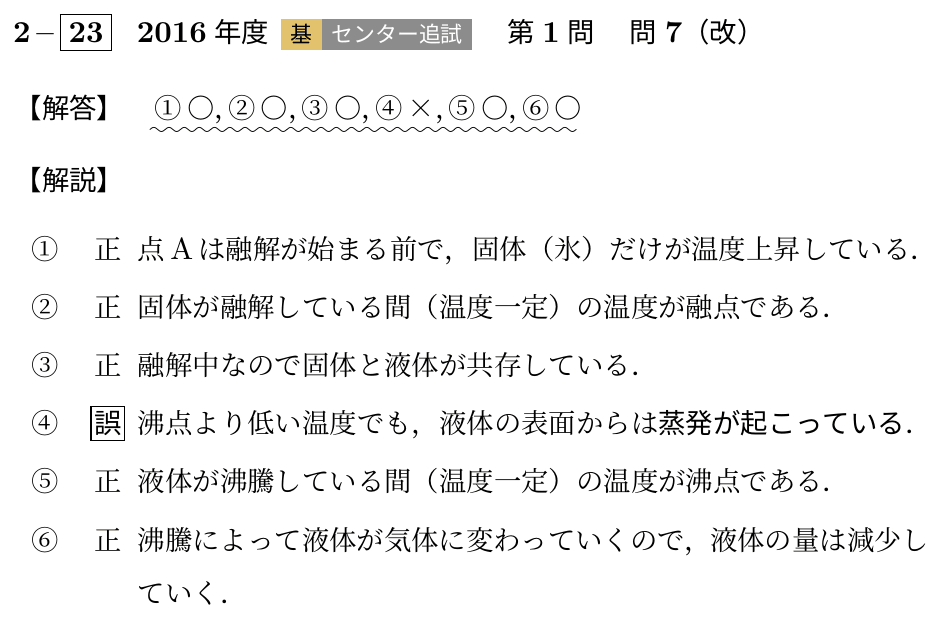 2－23 2016 年度 基 センター追試 第 1 問 問 7（改）
【解答】 ①○,②○,③○,④×,⑤○,⑥○
【解説】
① 正 点 A は融解が始まる前で，固体（氷）だけが温度上昇している．
② 正 固体が融解している間（温度一定）の温度が融点である．
③ 正 融解中なので固体と液体が共存している．
④ 誤 沸点より低い温度でも，液体の表面からは蒸発が起こっている．
⑤ 正 液体が沸騰している間（温度一定）の温度が沸点である．
⑥ 正 沸騰によって液体が気体に変わっていくので，液体の量は減少し
ていく．